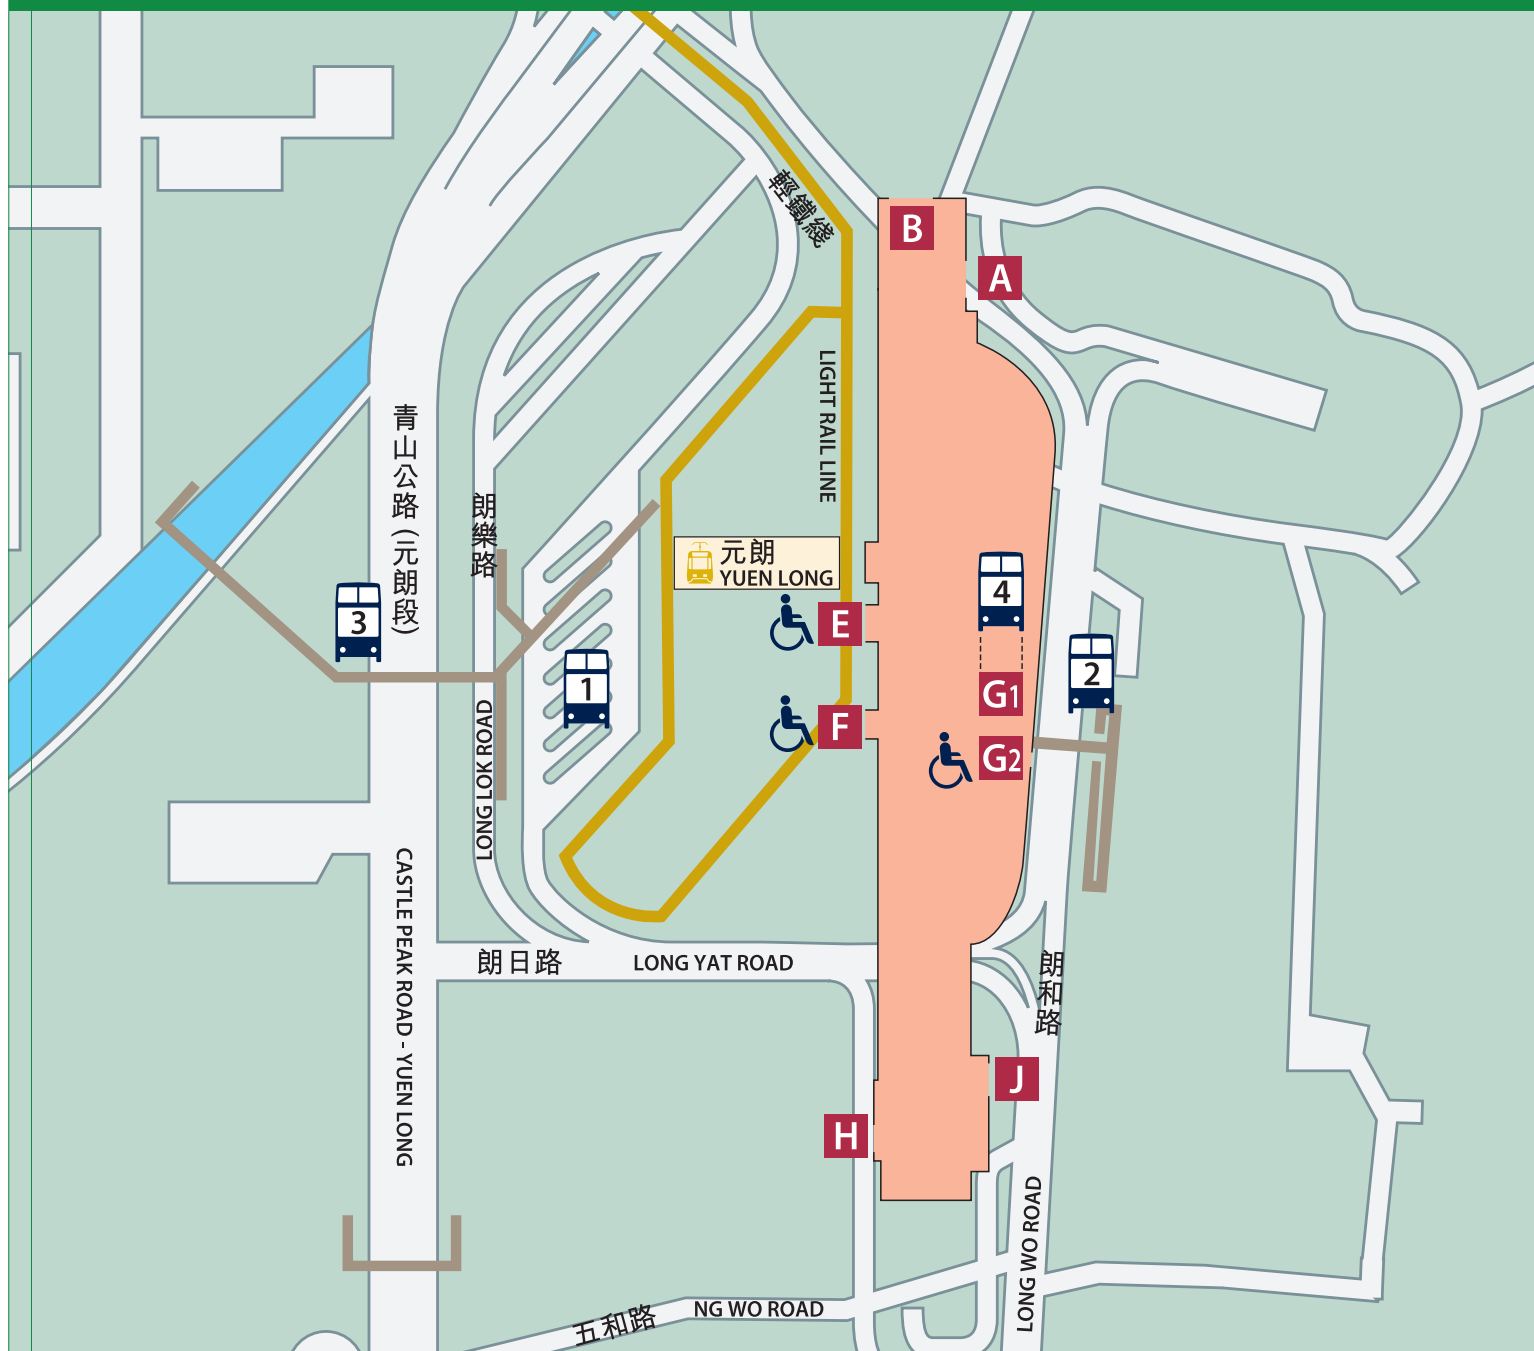 輕鐵綫
B
A
LIGHT RAIL LINE
青山公路(元朗段)
朗樂路
元朗
YUEN LONG
3
E
4
1
2
G1
F
G2
LONG LOK ROAD
CASTLE PEAK ROAD - YUEN LONG
朗日路
LONG YAT ROAD
朗和路
J
H
LONG WO ROAD
五和路
NG WO ROAD